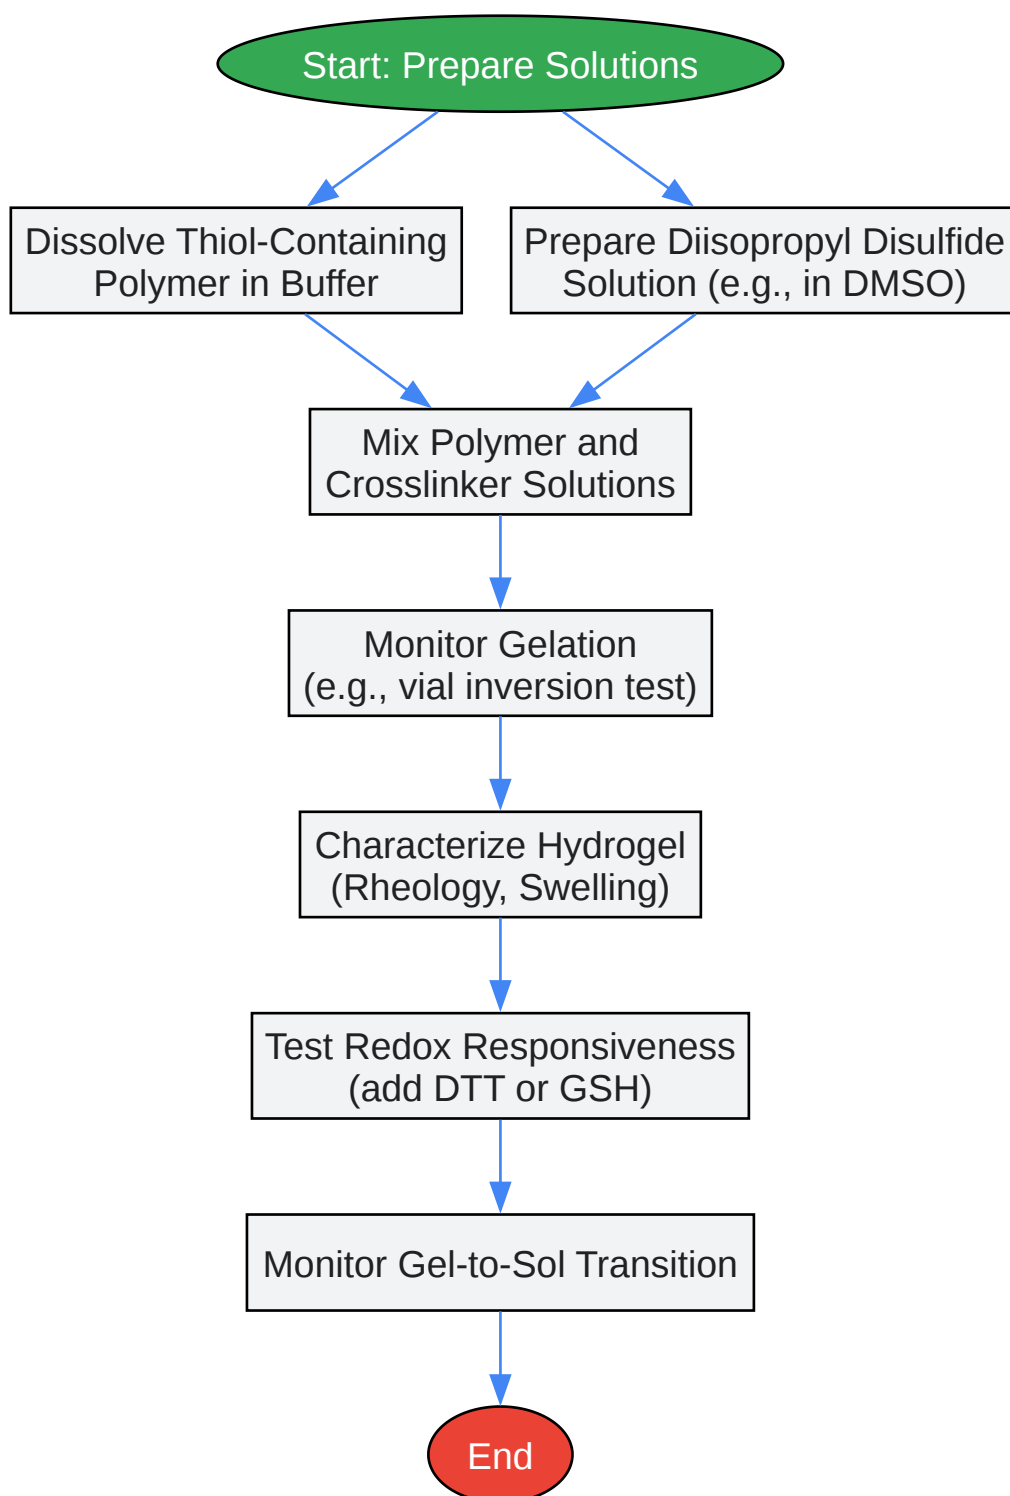 Start: Prepare Solutions
Dissolve Thiol-Containing
Polymer in Buffer
Prepare Diisopropyl Disulfide
Solution (e.g., in DMSO)
Mix Polymer and
Crosslinker Solutions
Monitor Gelation
(e.g., vial inversion test)
Characterize Hydrogel
(Rheology, Swelling)
Test Redox Responsiveness
(add DTT or GSH)
Monitor Gel-to-Sol Transition
End